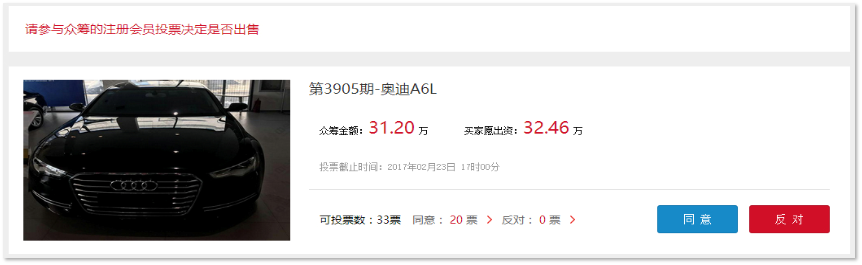 请参与众筹的注册会员投票决定是否出售
第3905期-奥迪A6L
众筹金额：31.20 万 买家愿出资：32.46 万
投票截止时间：2017年02月23日 17时00分
可投票数：33票 同意： 20 票 > 反对： 0 票 > 同 意 反 对